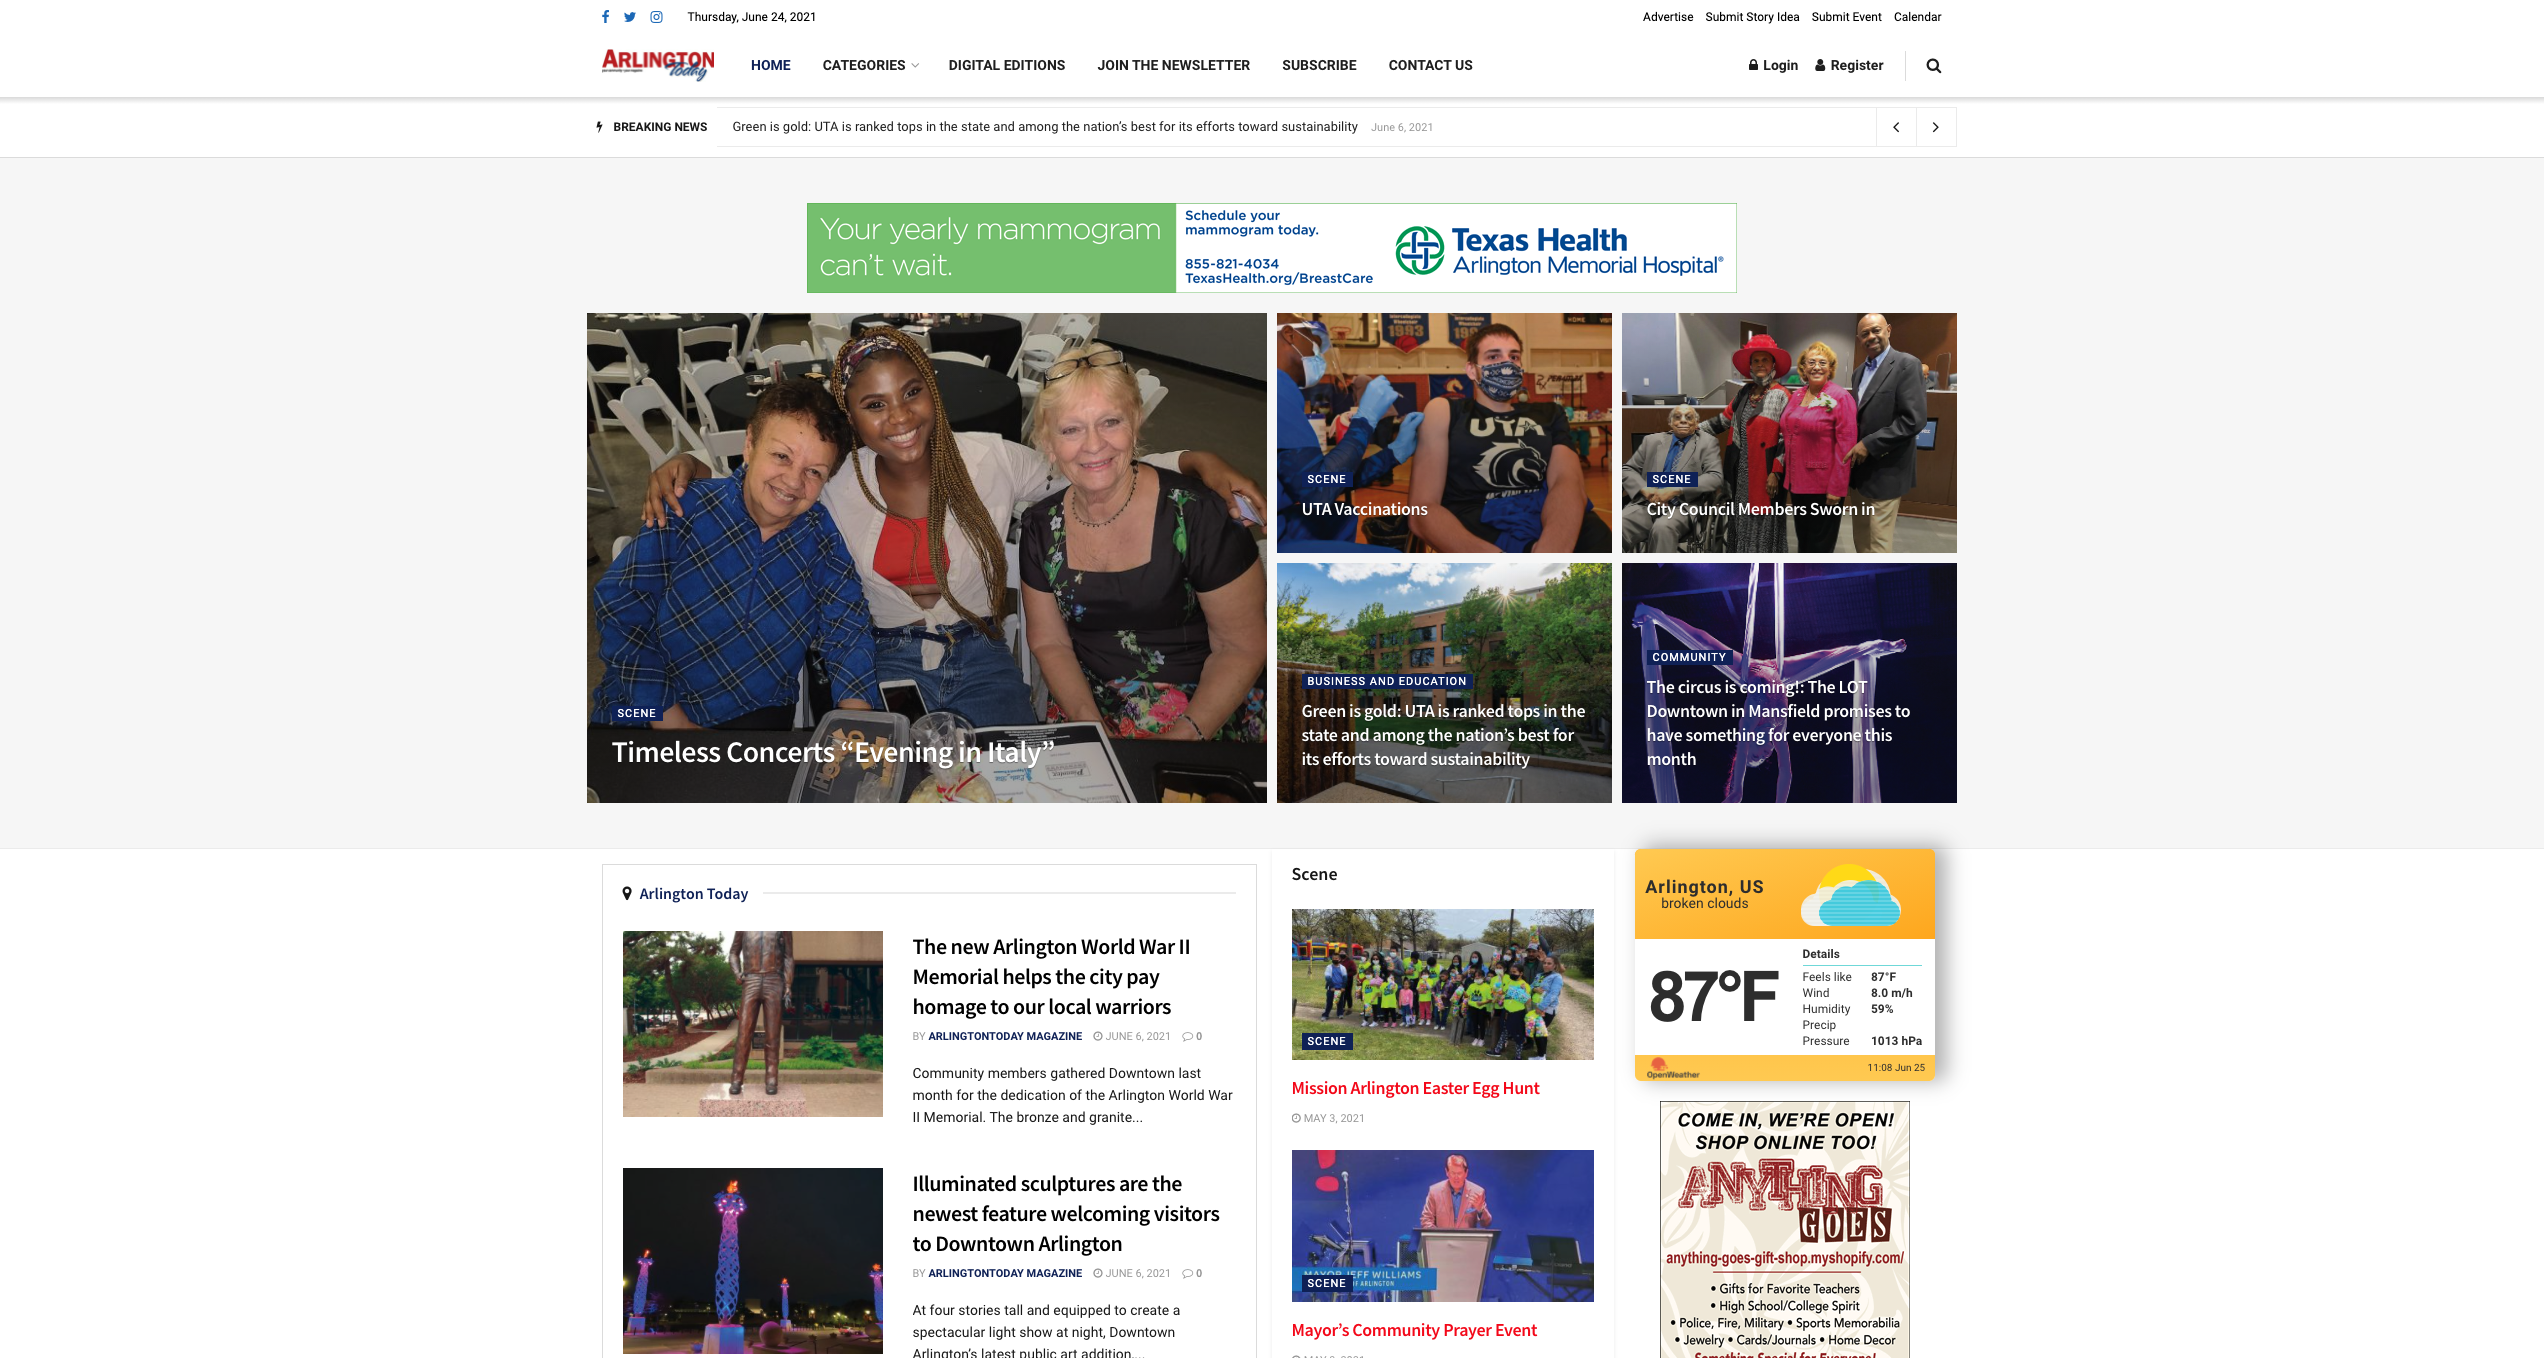 Thursday, June 24, 2021
Advertise Submit Story Idea Submit Event Calendar
ARLINGTON
Today
HOME CATEGORIES DIGITAL EDITIONS JOIN THE NEWSLETTER SUBSCRIBE CONTACT US
Login Register
BREAKING NEWS Green is gold: UTA is ranked tops in the state and among the nation's best for its efforts toward sustainability June 6, 2021
Your yearly mammogram
can't wait.
Schedule your
mammogram today.
855-821-4034
TexasHealth.org/BreastCare
Texas Health
Arlington Memorial Hospital®
SCENE
Timeless Concerts “Evening in Italy”
1993
UTA
SCENE
UTA Vaccinations
SCENE
City Council Members Sworn in
BUSINESS AND EDUCATION
Green is gold: UTA is ranked tops in the
state and among the nation's best for
its efforts toward sustainability
COMMUNITY
The circus is coming!: The LOT
Downtown in Mansfield promises to
have something for everyone this
month
Arlington Today
The new Arlington World War II
Memorial helps the city pay
homage to our local warriors
BY ARLINGTONTODAY MAGAZINE JUNE 6, 2021 0
Community members gathered Downtown last
month for the dedication of the Arlington World War
II Memorial. The bronze and granite...
Illuminated sculptures are the
newest feature welcoming visitors
to Downtown Arlington
BY ARLINGTONTODAY MAGAZINE JUNE 6, 2021 0
At four stories tall and equipped to create a
spectacular light show at night, Downtown
Arlington's latest public art addition,...
Scene
SCENE
Mission Arlington Easter Egg Hunt
MAY 3, 2021
MAYOR JEFF WILLIAMS
OF ARLINGTON
SCENE
Mayor's Community Prayer Event
Arlington, US
broken clouds
87°F
Details
Feels like 87°F
Wind 8.0 m/h
Humidity 59%
Precip
Pressure 1013 hPa
OpenWeather
11:08 Jun 25
COME IN, WE'RE OPEN!
SHOP ONLINE TOO!
ANYTHING
GOES
anything-goes-gift-shop.myshopify.com/
• Gifts for Favorite Teachers
• High School/College Spirit
• Police, Fire, Military • Sports Memorabilia
• Jewelry • Cards/Journals • Home Decor
Something Special for Everyone!